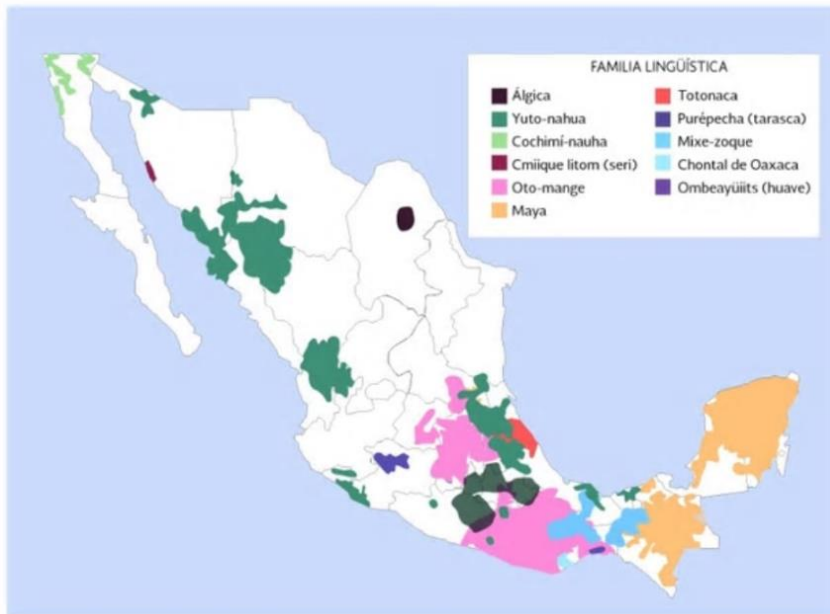 FAMILIA LINGÜÍSTICA
Álgica
Yuto-nahua
Cochimí-nauha
Cmiique litom (seri)
Oto-mange
Maya
Totonaca
Purépecha (tarasca)
Mixe-zoque
Chontal de Oaxaca
Ombeayüiits (huave)